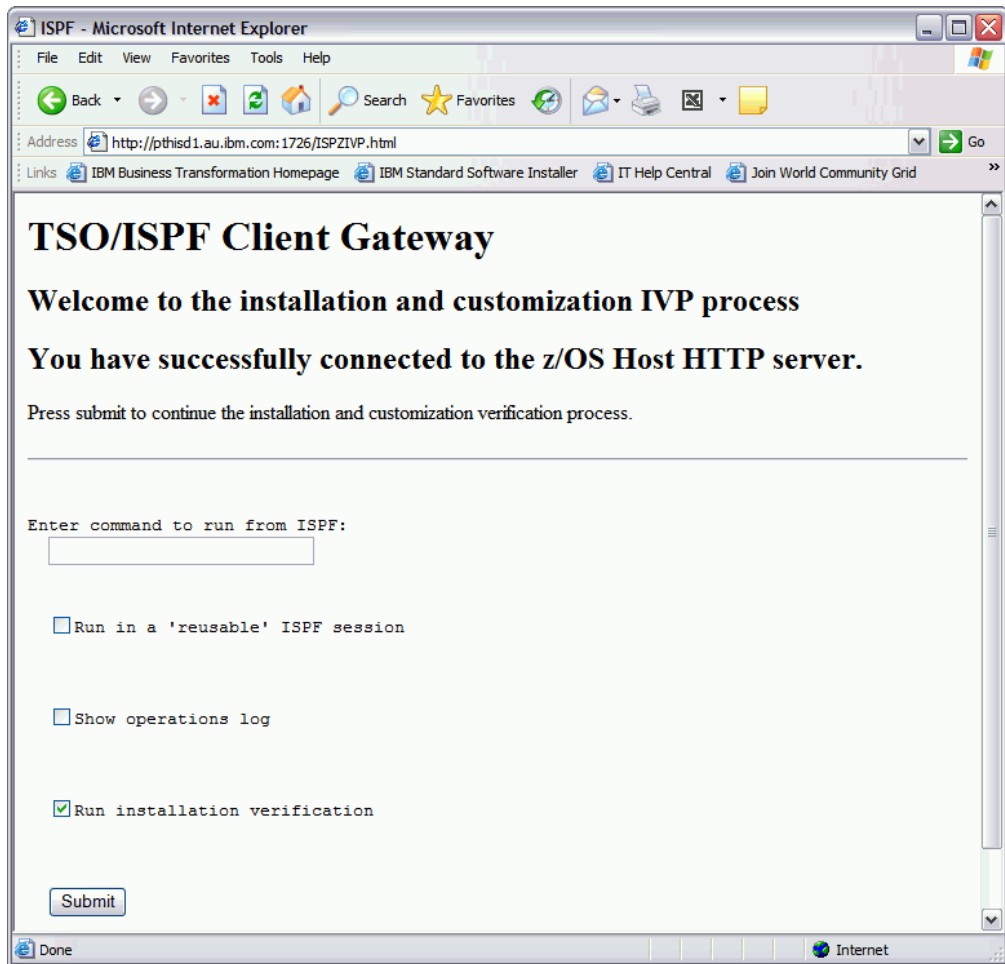 ISPF - Microsoft Internet Explorer
File Edit View Favorites Tools Help
Back Search Favorites
Address http://pthisd1.au.ibm.com:1726/ISPZIVP.html Go
Links IBM Business Transformation Homepage IBM Standard Software Installer IT Help Central Join World Community Grid »
TSO/ISPF Client Gateway
Welcome to the installation and customization IVP process
You have successfully connected to the z/OS Host HTTP server.
Press submit to continue the installation and customization verification process.
Enter command to run from ISPF:
Run in a 'reusable' ISPF session
Show operations log
Run installation verification
Submit
Done Internet